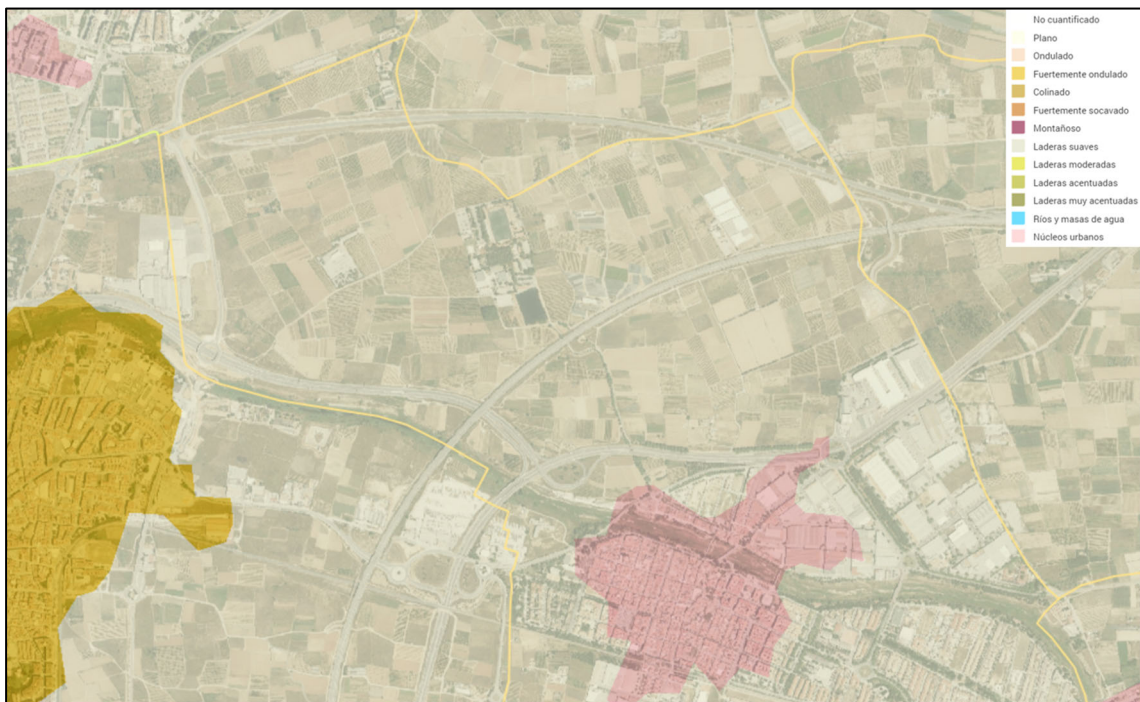 No cuantificado
Plano
Ondulado
Fuertemente ondulado
Colinado
Fuertemente socavado
Montañoso
Laderas suaves
Laderas moderadas
Laderas acentuadas
Laderas muy acentuadas
Ríos y masas de agua
Núcleos urbanos